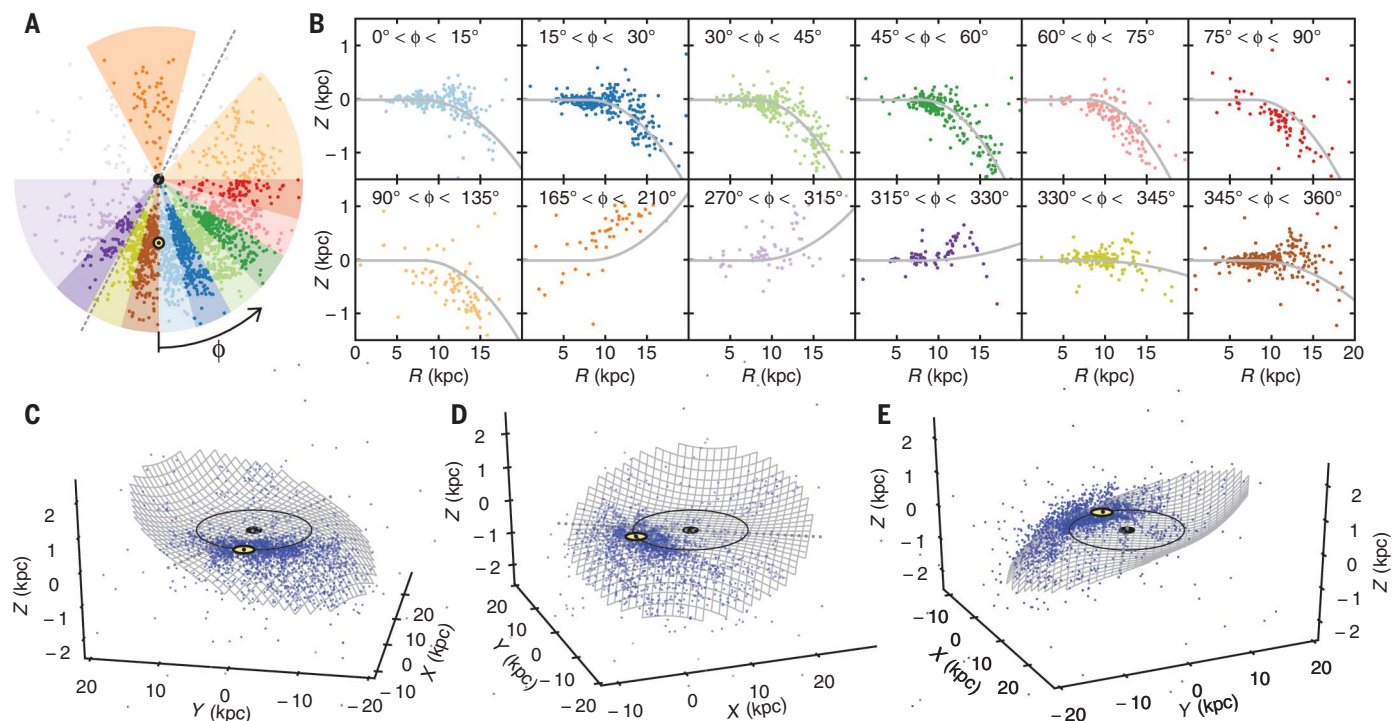 A
ϕ
B
0° < ϕ < 15°
15° < ϕ < 30°
30° < ϕ < 45°
45° < ϕ < 60°
60° < ϕ < 75°
75° < ϕ < 90°
1
0
−1
Z (kpc)
90° < ϕ < 135°
165° < ϕ < 210°
270° < ϕ < 315°
315° < ϕ < 330°
330° < ϕ < 345°
345° < ϕ < 360°
1
0
−1
Z (kpc)
0 5 10 15
5 10 15
5 10 15
5 10 15
5 10 15
5 10 15 20
R (kpc)
R (kpc)
R (kpc)
R (kpc)
R (kpc)
R (kpc)
C
2
1
0
−1
−2
Z (kpc)
20 10 0 −10 −20
Y (kpc)
−10 0 10 20
X (kpc)
D
2
1
0
−1
−2
Z (kpc)
20 10 0 −10 −20
Y (kpc)
−10 0 10 20
X (kpc)
E
2
1
0
−1
−2
Z (kpc)
−10 0 10 20
X (kpc)
−20 −10 0 10 20
Y (kpc)
2
1
0
−1
−2
Z (kpc)